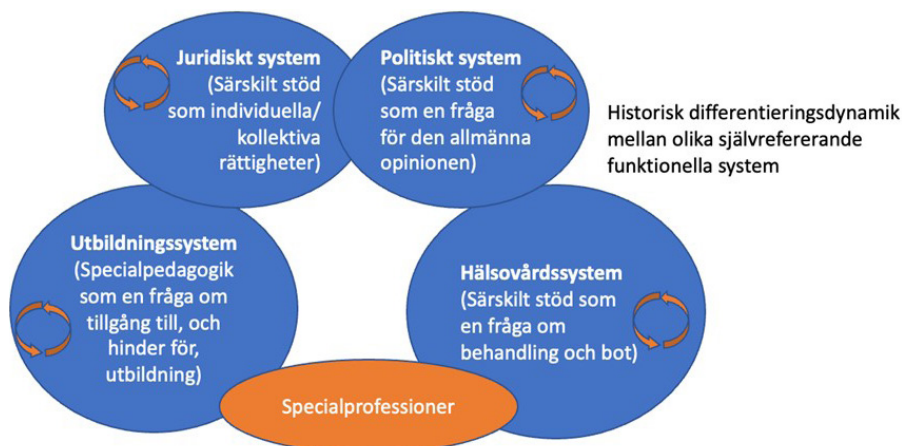 Juridiskt system
(Särskilt stöd
som individuella/
kollektiva
rättigheter)
Politiskt system
(Särskilt stöd
som en fråga
för den allmänna
opinionen)
Historisk differentieringsdynamik
mellan olika självrefererande
funktionella system
Utbildningssystem
(Specialpedagogik
som en fråga om
tillgång till, och
hinder för,
utbildning)
Hälsovårdssystem
(Särskilt stöd som
en fråga om
behandling och bot)
Specialprofessioner